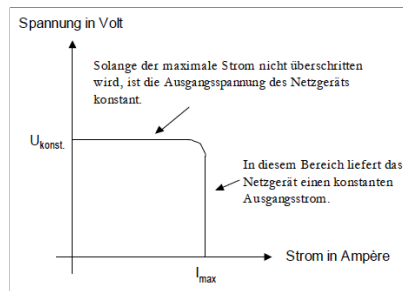 Spannung in Volt
Solange der maximale Strom nicht überschritten
wird, ist die Ausgangsspannung des Netzgeräts
konstant.
Ukonst.
In diesem Bereich liefert das
Netzgerät einen konstanten
Ausgangsstrom.
Strom in Ampère
Imax